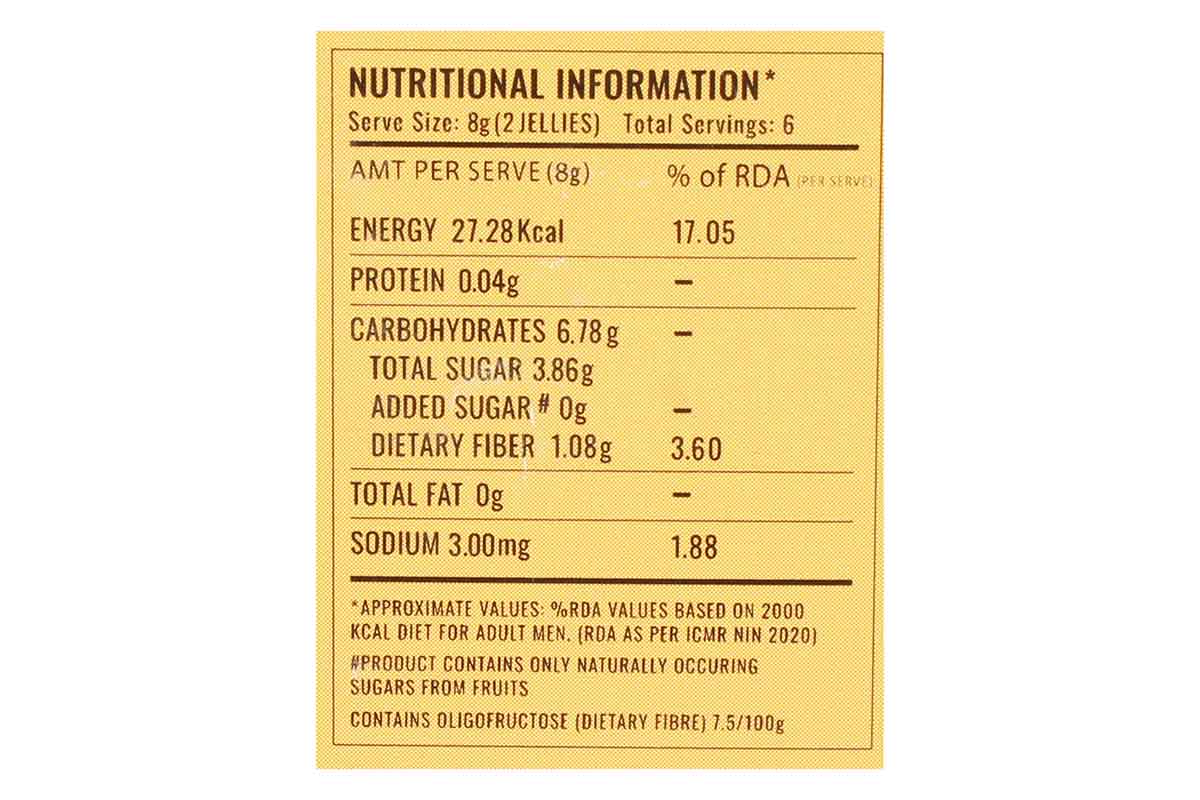 NUTRITIONAL INFORMATION*
Serve Size: 8g (2 JELLIES) Total Servings: 6
AMT PER SERVE (8g) % of RDA (PER SERVE)
ENERGY 27.28 Kcal 17.05
PROTEIN 0.04g –
CARBOHYDRATES 6.78 g –
TOTAL SUGAR 3.86g
ADDED SUGAR # 0g –
DIETARY FIBER 1.08g 3.60
TOTAL FAT 0g –
SODIUM 3.00mg 1.88
*APPROXIMATE VALUES: %RDA VALUES BASED ON 2000
KCAL DIET FOR ADULT MEN. (RDA AS PER ICMR NIN 2020)
#PRODUCT CONTAINS ONLY NATURALLY OCCURING
SUGARS FROM FRUITS
CONTAINS OLIGOFRUCTOSE (DIETARY FIBRE) 7.5/100g